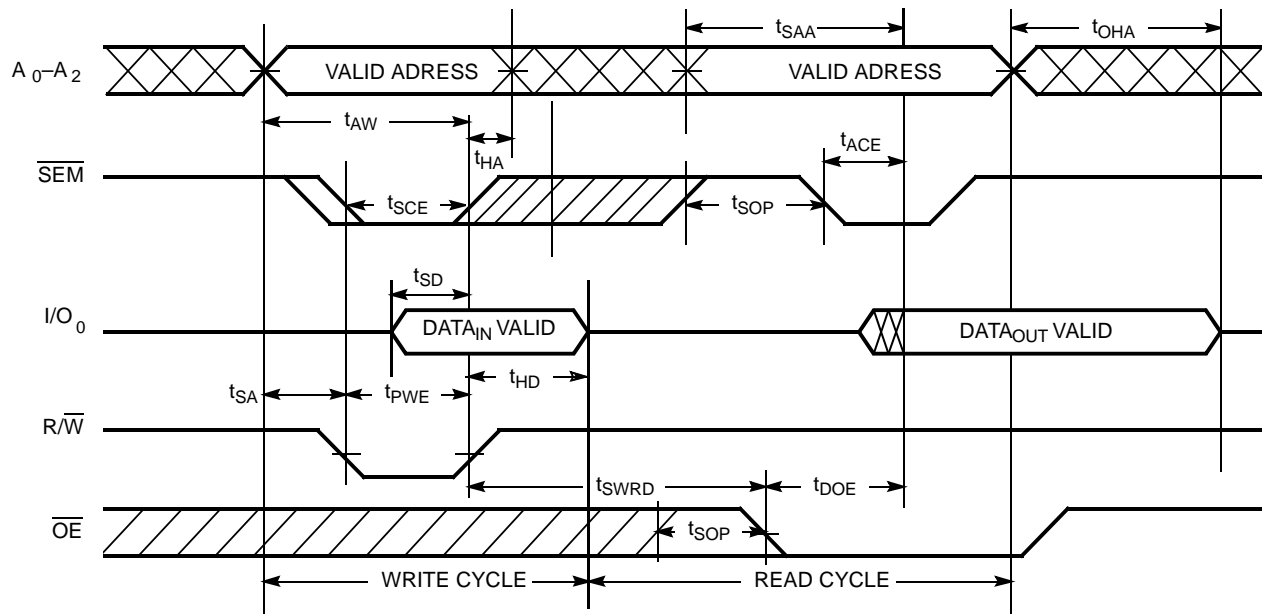 tSAA tOHA
A0–A2 VALID ADRESS VALID ADRESS
tAW
tHA tACE
SEM
tSCE tSOP
tSD
I/O0 DATAIN VALID DATAOUT VALID
tHD
tSA tPWE
R/W
tSWRD tDOE
OE tSOP
WRITE CYCLE READ CYCLE